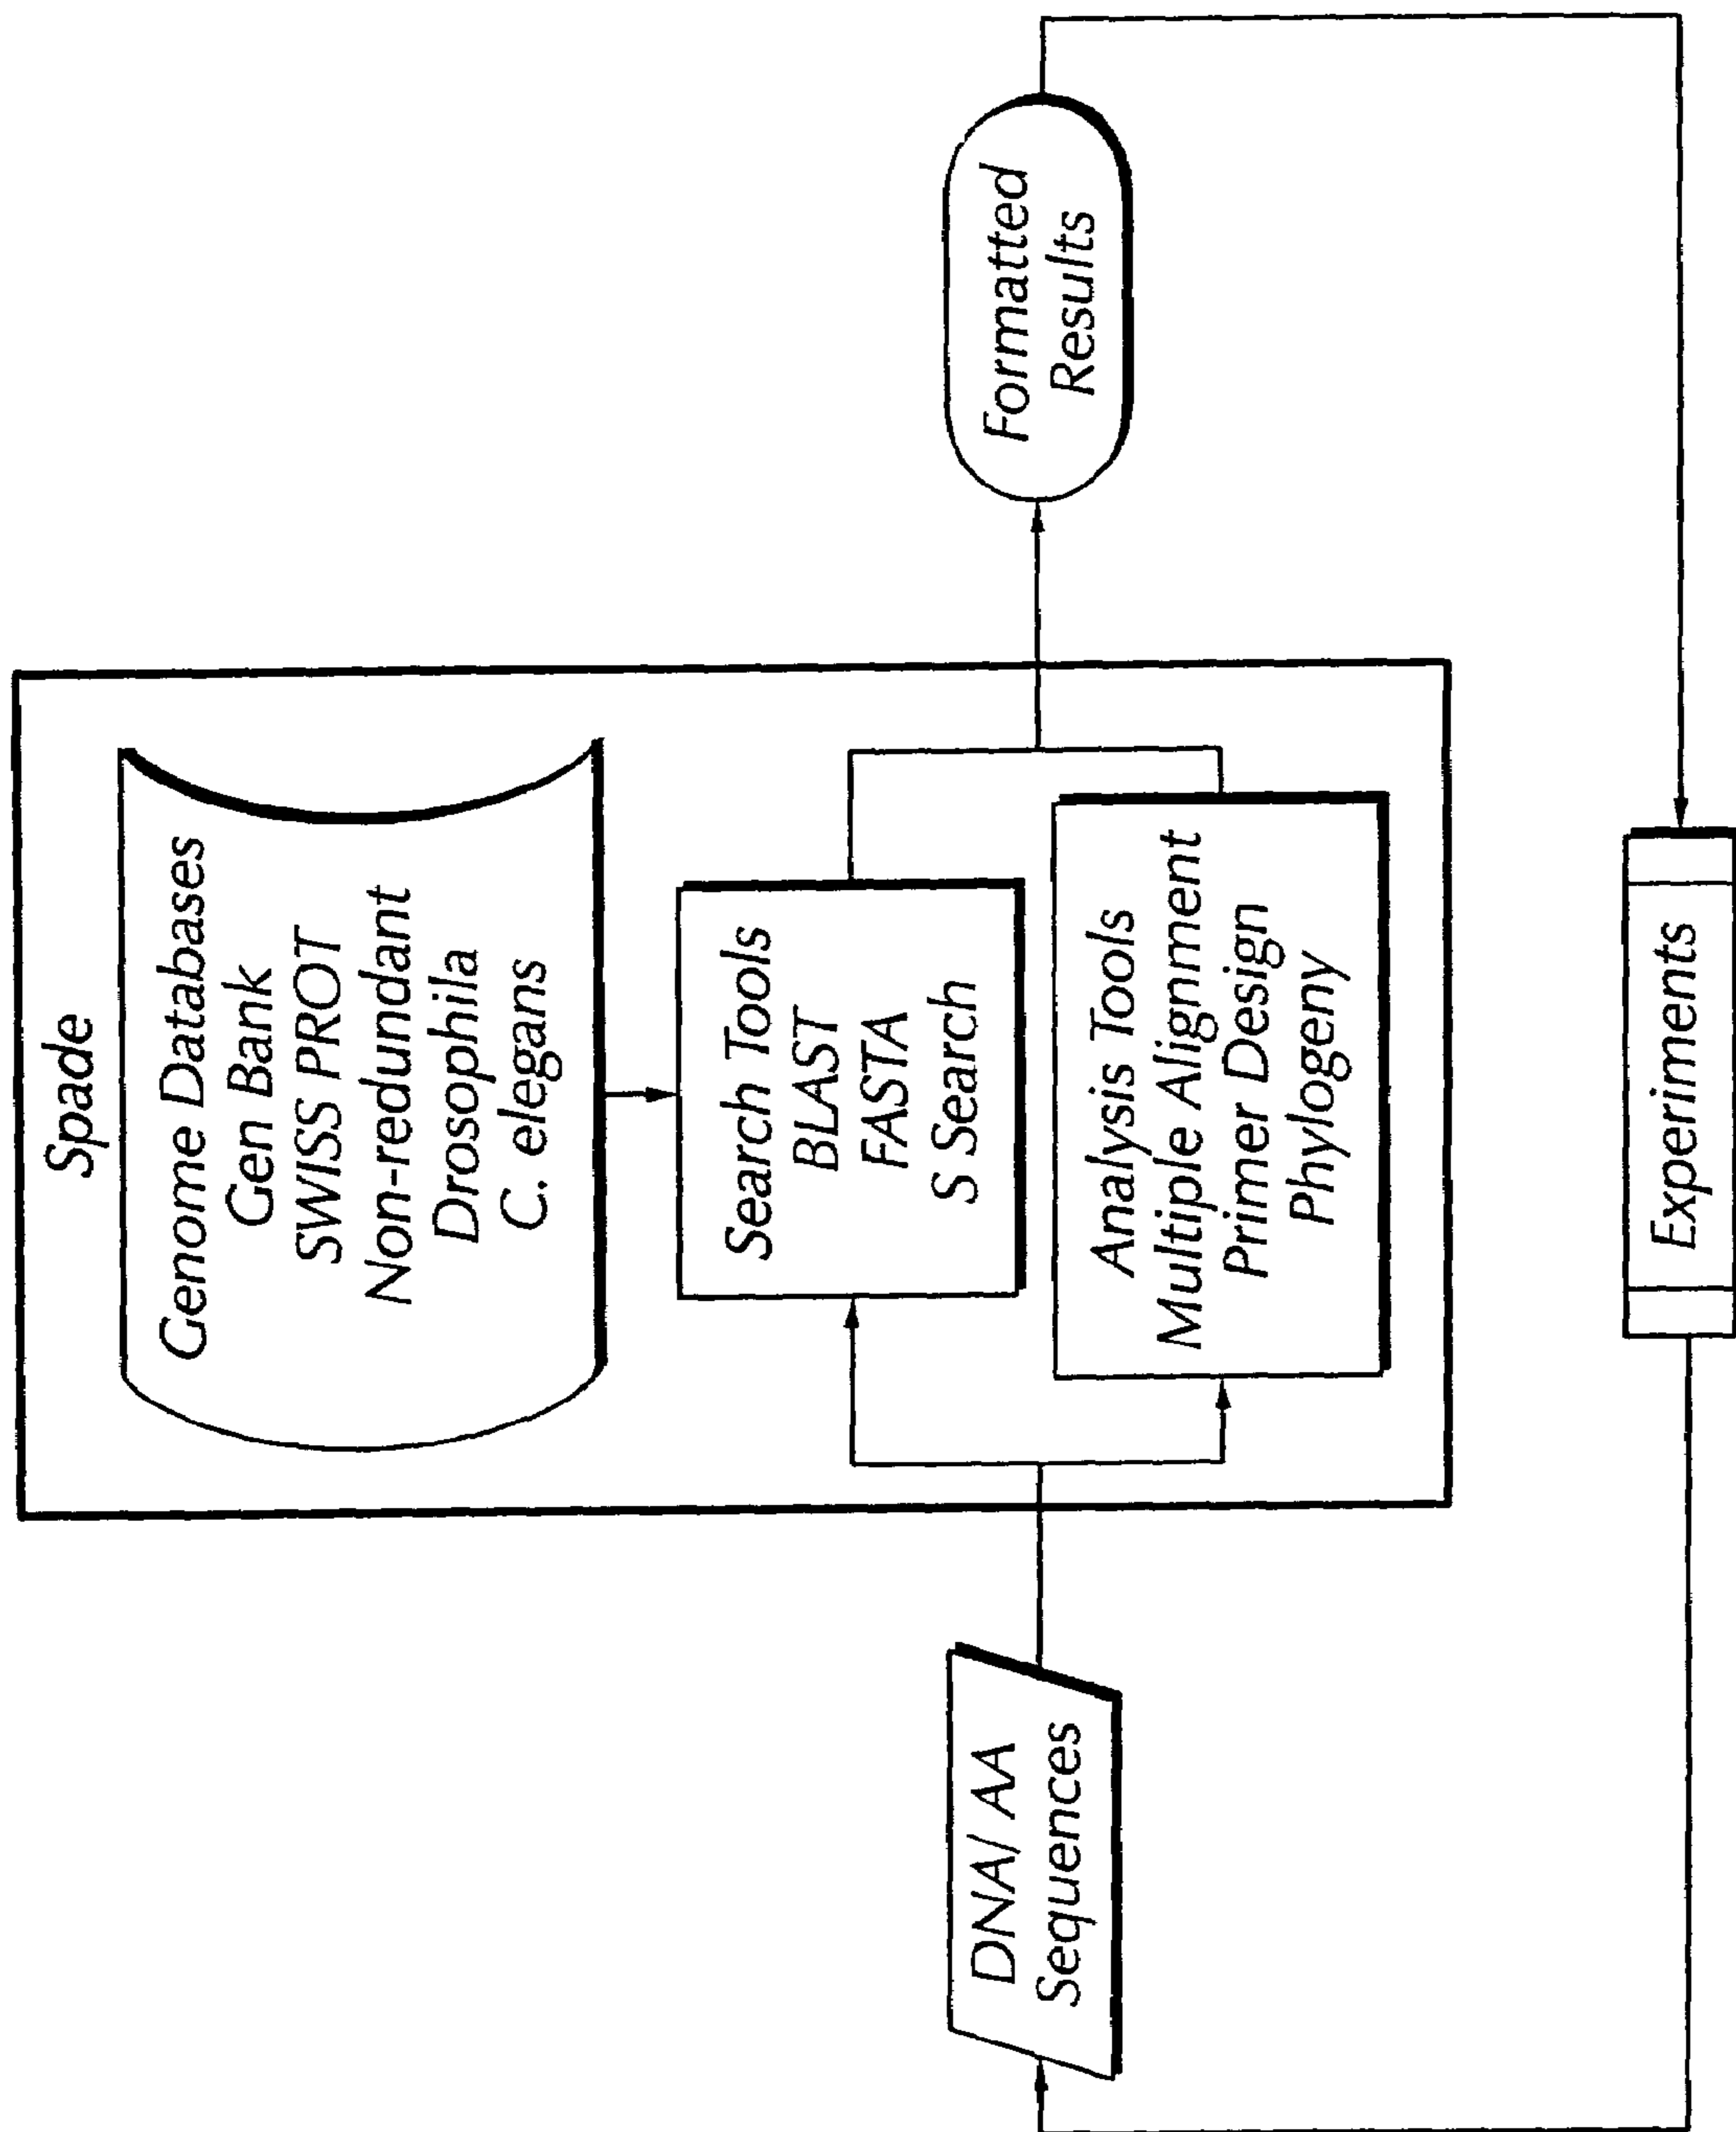 Spade
Genome Databases
Gen Bank
SWISS PROT
Non-redundant
Drosophila
C. elegans
Search Tools
BLAST
FASTA
S Search
Analysis Tools
Multiple Alignment
Primer Design
Phylogeny
DNA/ AA
Sequences
Formatted
Results
Experiments